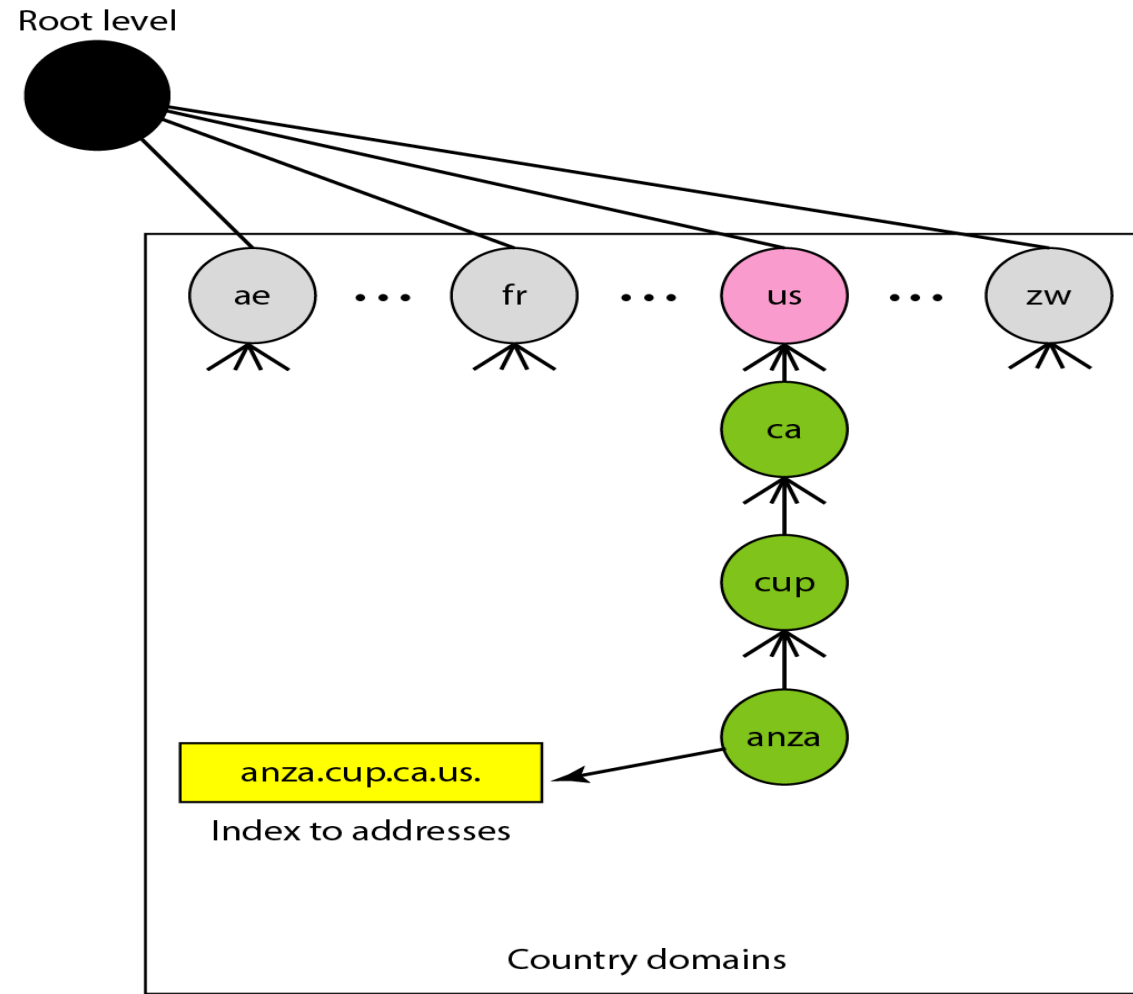 Root level
ae ... fr ... us ... zw
ca
cup
anza
anza.cup.ca.us.
Index to addresses
Country domains